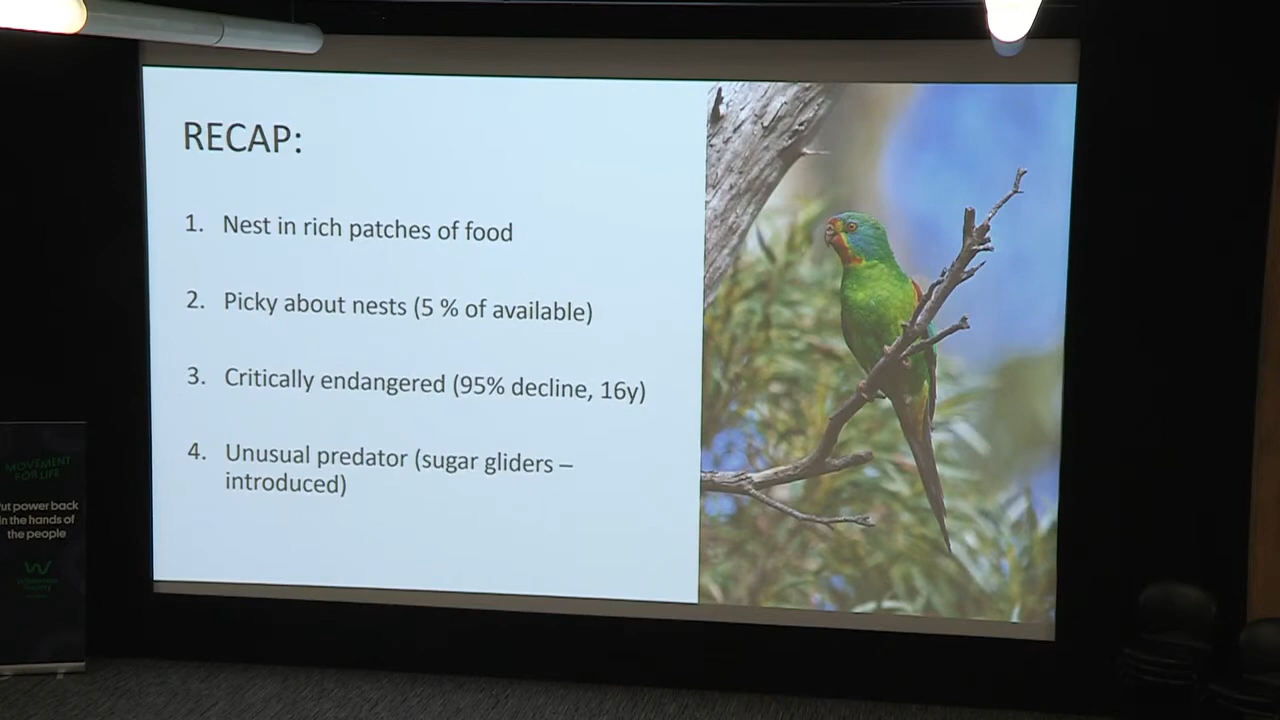 RECAP:
1. Nest in rich patches of food
2. Picky about nests (5 % of available)
3. Critically endangered (95% decline, 16y)
4. Unusual predator (sugar gliders –
introduced)
MOVEMENT
FOR LIFE
ut power back
in the hands of
the people